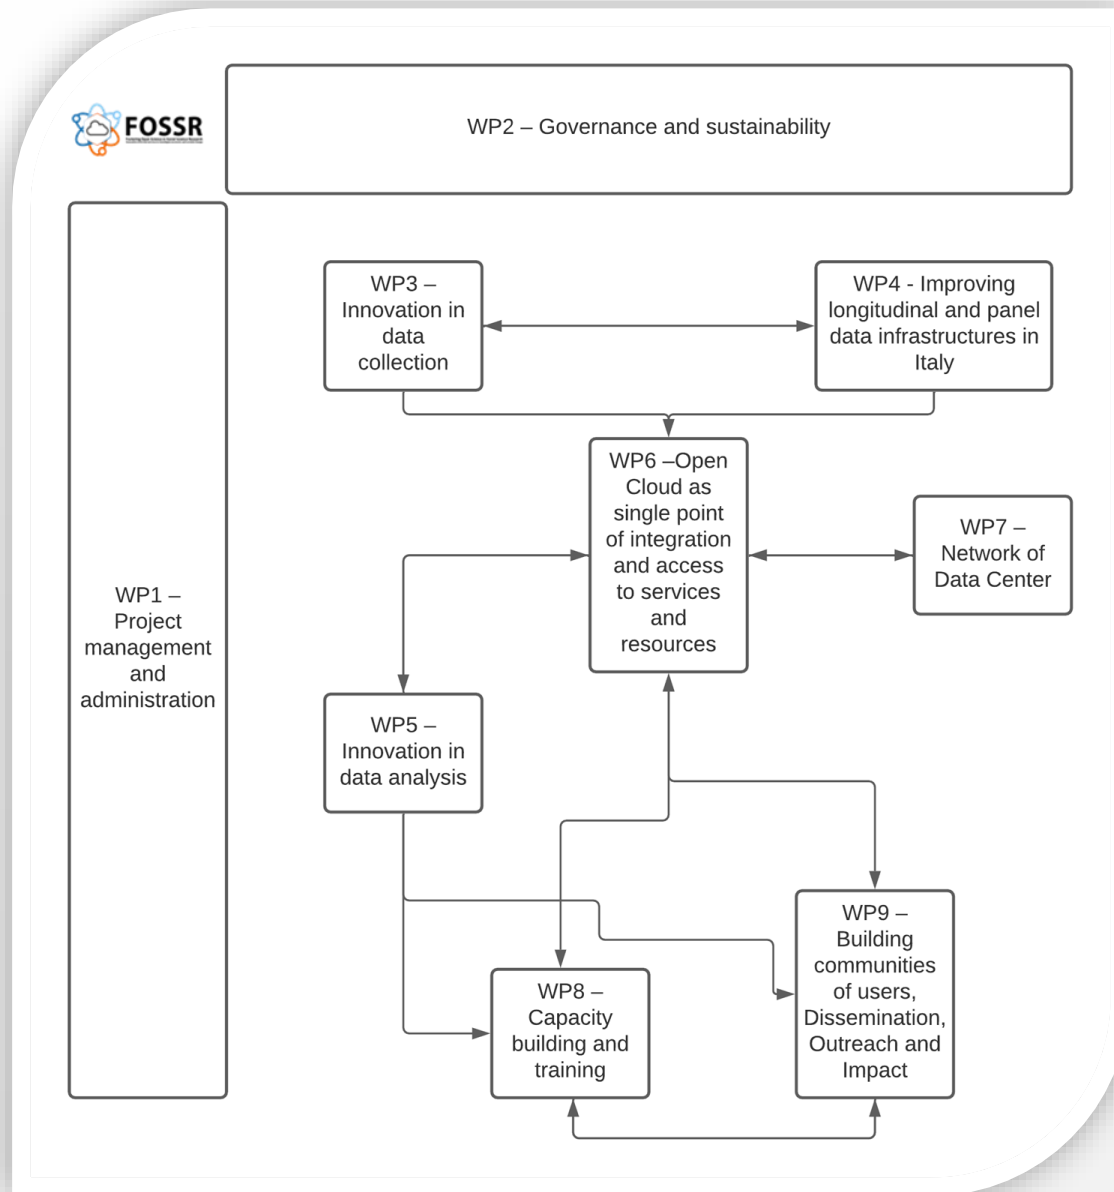 FOSSR
WP2 – Governance and sustainability
WP3 –
Innovation in
data
collection
WP4 - Improving
longitudinal and panel
data infrastructures in
Italy
WP6 –Open
Cloud as
single point
of integration
and access
to services
and
resources
WP7 –
Network of
Data Center
WP1 –
Project
management
and
administration
WP5 –
Innovation in
data analysis
WP8 –
Capacity
building and
training
WP9 –
Building
communities
of users,
Dissemination,
Outreach and
Impact